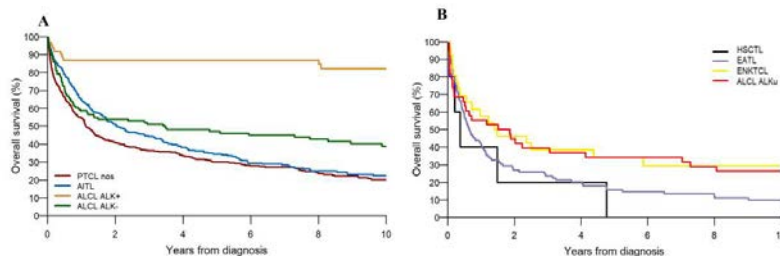 A
Overall survival (%)
100
90
80
70
60
50
40
30
20
10
0
PTCL nos
AITL
ALCL ALK+
ALCL ALK-
0 2 4 6 8 10
Years from diagnosis
B
Overall survival (%)
100
90
80
70
60
50
40
30
20
10
0
HSCTL
EATL
ENKTCL
ALCL ALKu
0 2 4 6 8 10
Years from diagnosis